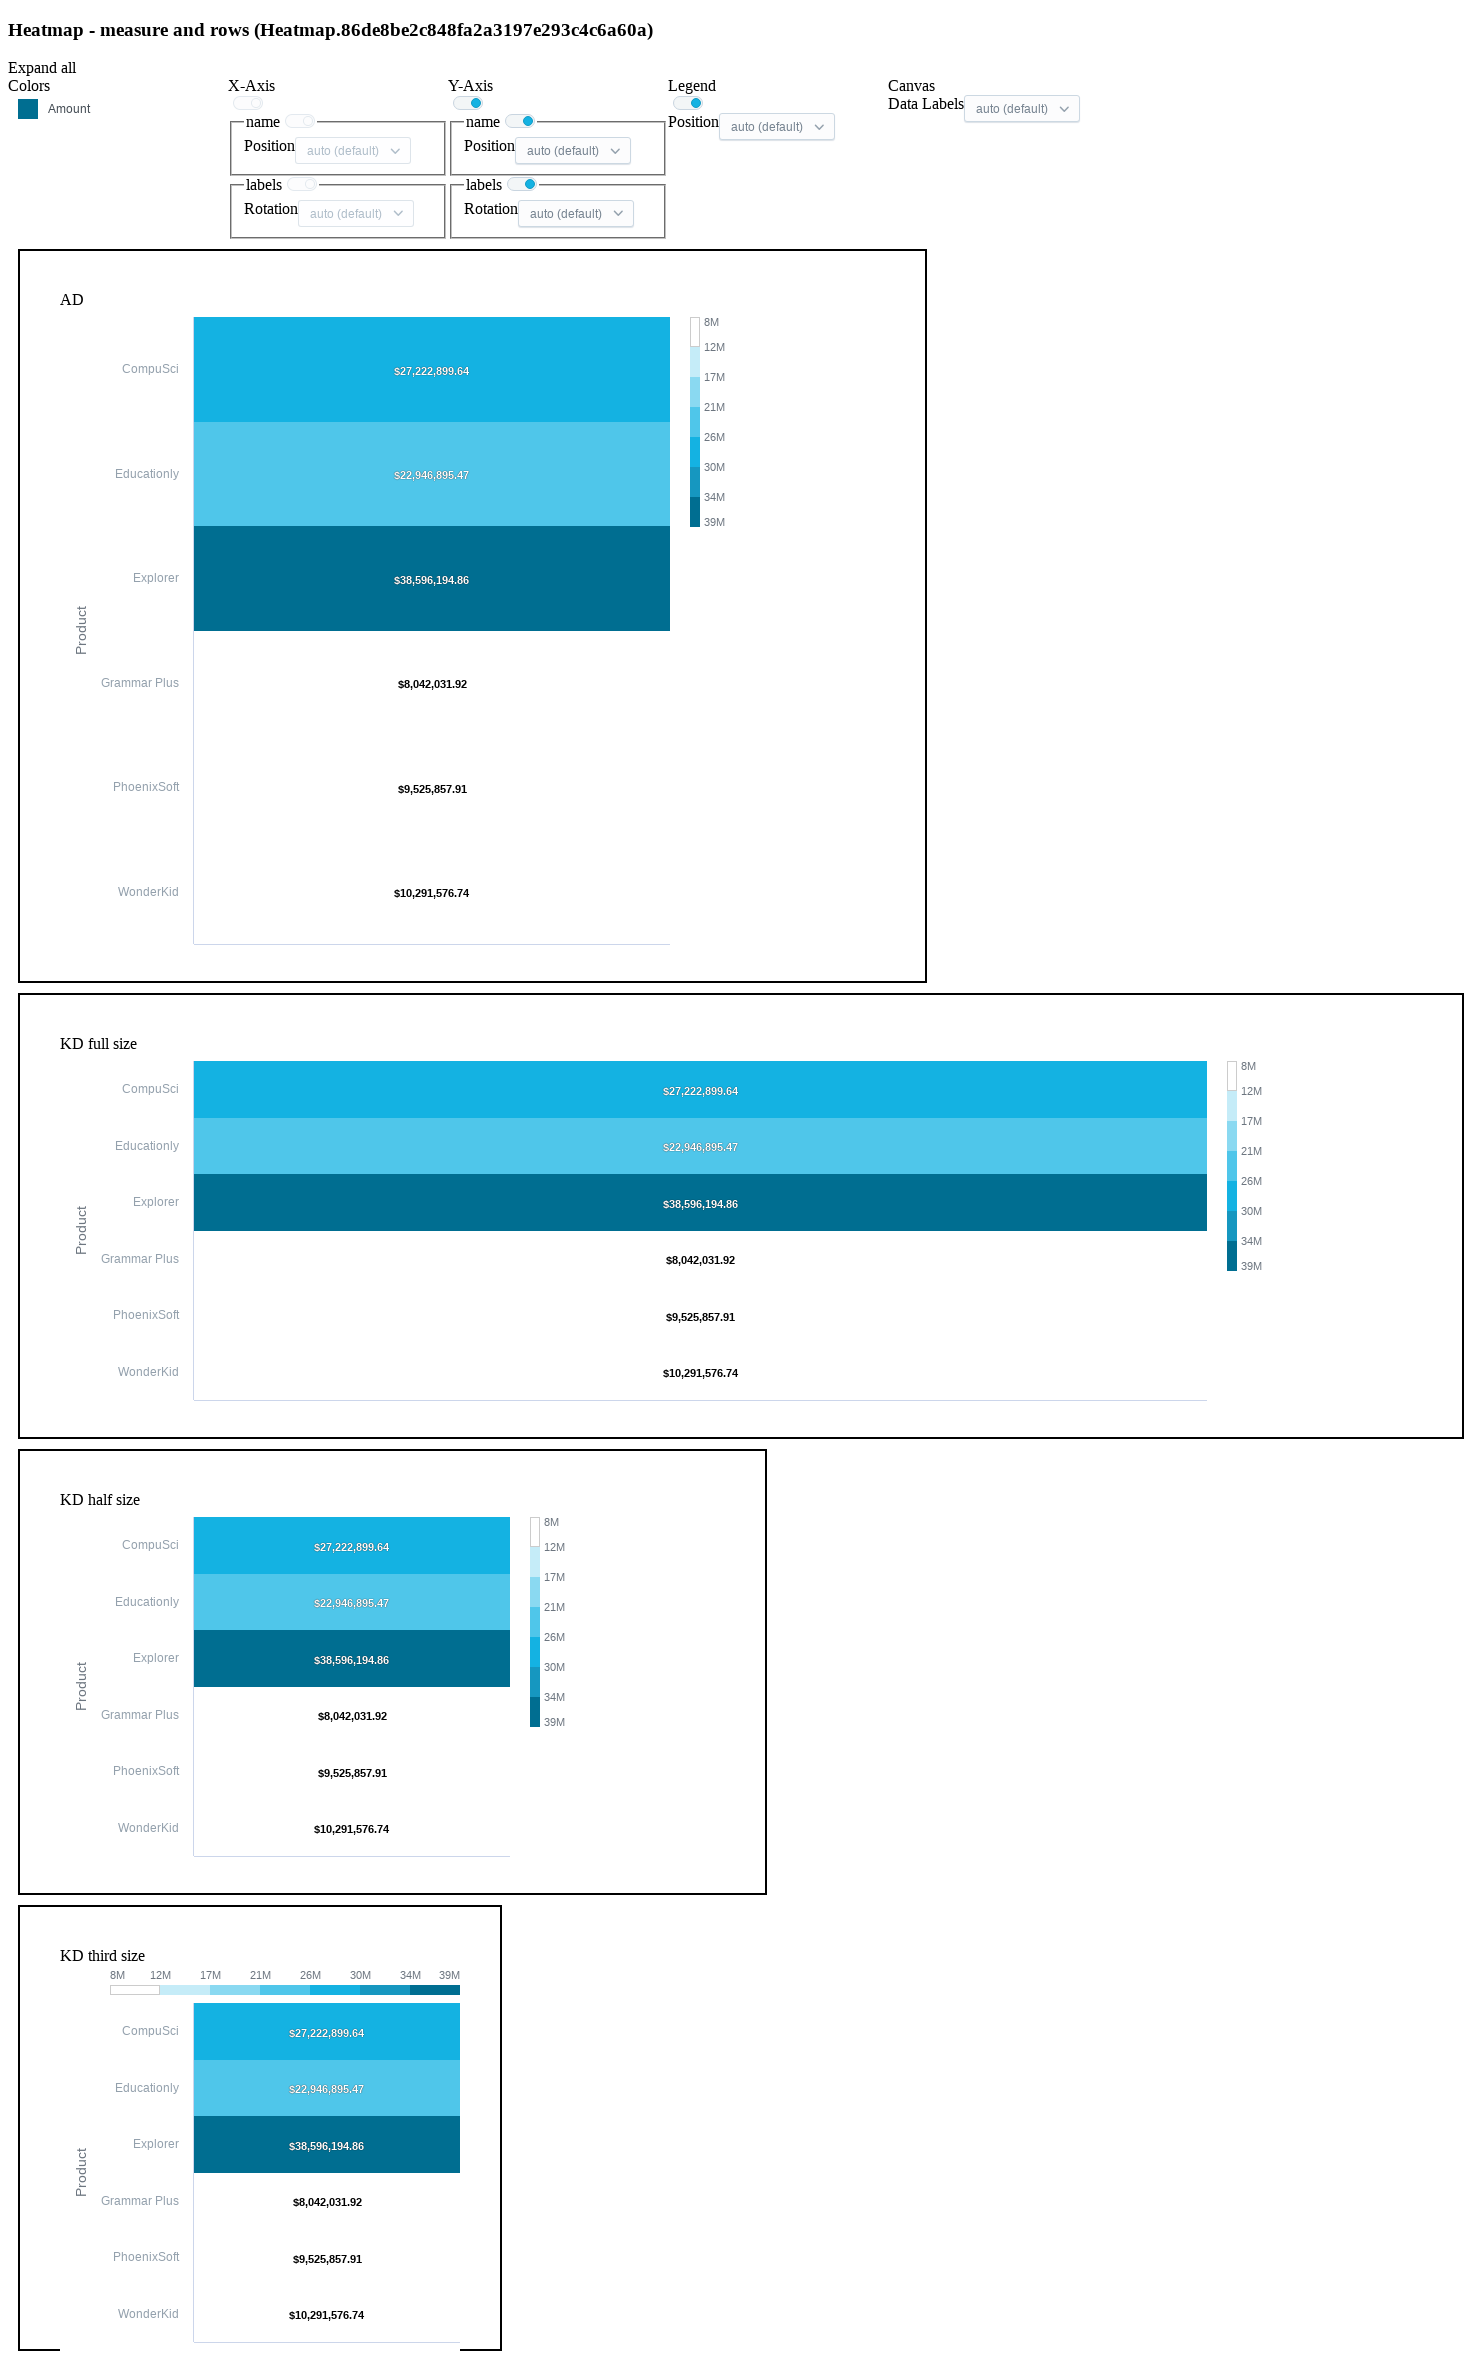 Heatmap - measure and rows (Heatmap.86de8be2c848fa2a3197e293c4c6a60a)
Expand all
Colors
Amount
X-Axis
name
Position auto (default)
labels
Rotation auto (default)
Y-Axis
name
Position auto (default)
labels
Rotation auto (default)
Legend
Position auto (default)
Canvas
Data Labels auto (default)
AD
Product
CompuSci $27,222,899.64
Educationly $22,946,895.47
Explorer $38,596,194.86
Grammar Plus $8,042,031.92
PhoenixSoft $9,525,857.91
WonderKid $10,291,576.74
8M
12M
17M
21M
26M
30M
34M
39M
KD full size
Product
CompuSci $27,222,899.64
Educationly $22,946,895.47
Explorer $38,596,194.86
Grammar Plus $8,042,031.92
PhoenixSoft $9,525,857.91
WonderKid $10,291,576.74
8M
12M
17M
21M
26M
30M
34M
39M
KD half size
Product
CompuSci $27,222,899.64
Educationly $22,946,895.47
Explorer $38,596,194.86
Grammar Plus $8,042,031.92
PhoenixSoft $9,525,857.91
WonderKid $10,291,576.74
8M
12M
17M
21M
26M
30M
34M
39M
KD third size
8M 12M 17M 21M 26M 30M 34M 39M
Product
CompuSci $27,222,899.64
Educationly $22,946,895.47
Explorer $38,596,194.86
Grammar Plus $8,042,031.92
PhoenixSoft $9,525,857.91
WonderKid $10,291,576.74